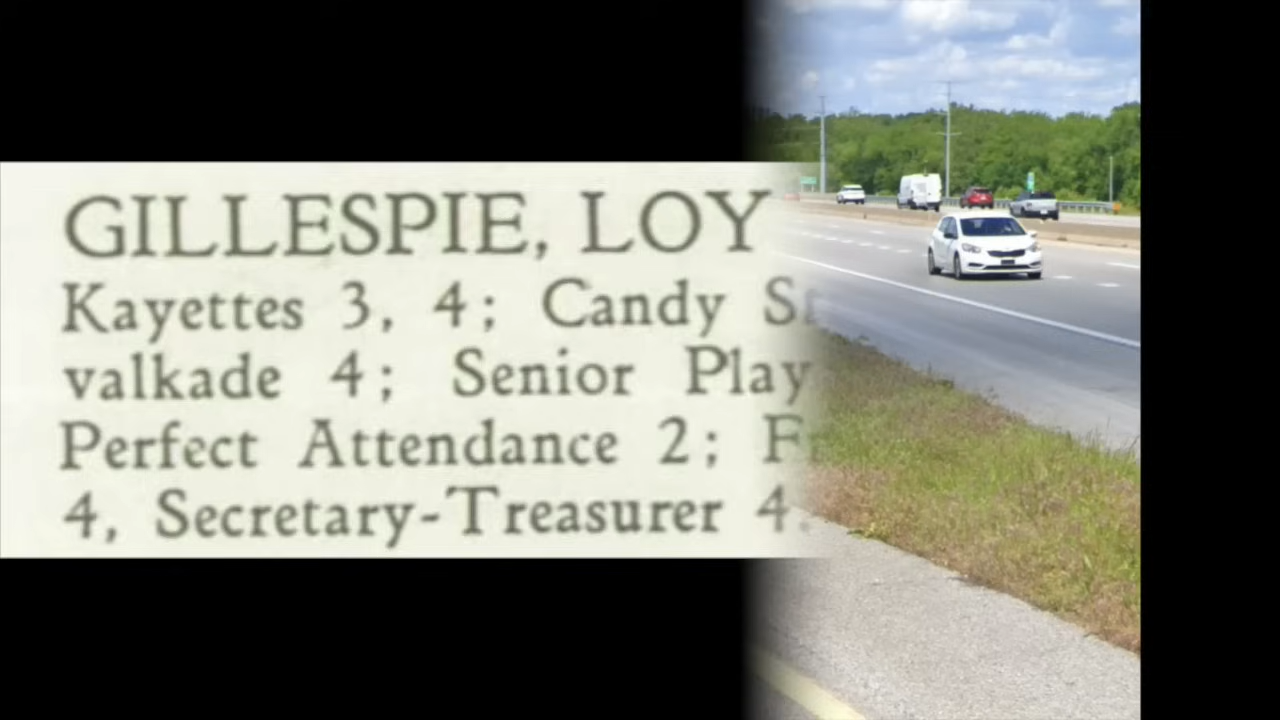 GILLESPIE, LOY
Kayettes 3, 4; Candy
valkade 4; Senior Play
Perfect Attendance 2;
4, Secretary-Treasurer 4.